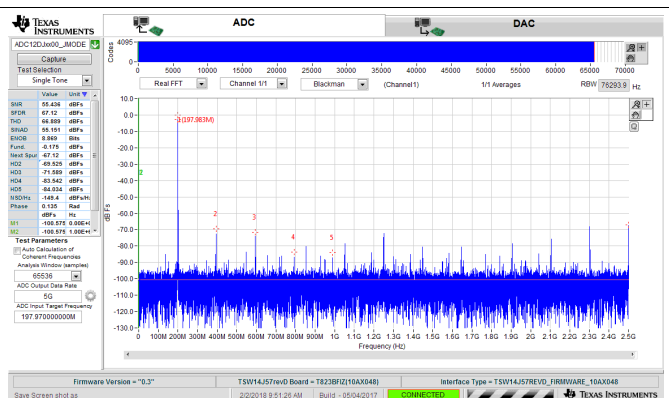 TEXAS INSTRUMENTS
ADC
DAC
ADC12DJxx00_JMODE
Capture
Test Selection
Single Tone
Value Unit
SNR 55.436 dBFs
SFDR 67.12 dBFs
THD 66.889 dBFs
SINAD 55.151 dBFs
ENOB 8.869 Bits
Fund. -0.175 dBFs
Next Spur -67.12 dBFs
HD2 -69.525 dBFs
HD3 -71.589 dBFs
HD4 -83.542 dBFs
HD5 -84.034 dBFs
NSD/Hz -149.4 dBFs/Hz
Phase 0.135 Rad
dBFs Hz
M1 -100.575 0.00E+
M2 -100.575 1.00E+
Test Parameters
Auto Calculation of
Coherent Frequencies
Analysis Window (samples)
65536
ADC Output Data Rate
5G
ADC Input Target Frequency
197.970000000M
Codes
4095
0
0 5000 10000 15000 20000 25000 30000 35000 40000 45000 50000 55000 60000 65000 70000
Real FFT
Channel 1/1
Blackman
(Channel1)
1/1 Averages
RBW 76293.9 Hz
dBFs
10.0
0.0
-10.0
-20.0
-30.0
-40.0
-50.0
-60.0
-70.0
-80.0
-90.0
-100.0
-110.0
-120.0
-130.0
1(197.983M)
2
2
3
4
5
0 100M 200M 300M 400M 500M 600M 700M 800M 900M 1G 1.1G 1.2G 1.3G 1.4G 1.5G 1.6G 1.7G 1.8G 1.9G 2G 2.1G 2.2G 2.3G 2.4G 2.5G
Frequency (Hz)
Firmware Version = "0.3"
TSW14J57revD Board = T823BFIZ(10AX048)
Interface Type = TSW14J57REVD_FIRMWARE_10AX048
Save Screen shot as
2/2/2018 9:51:26 AM
Build - 05/04/2017
CONNECTED
TEXAS INSTRUMENTS